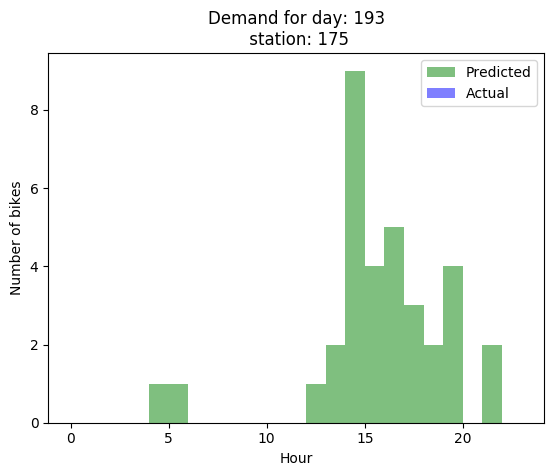 Demand for day: 193
station: 175
Predicted
Actual
Number of bikes
8
6
4
2
0
0
5
10
15
20
Hour